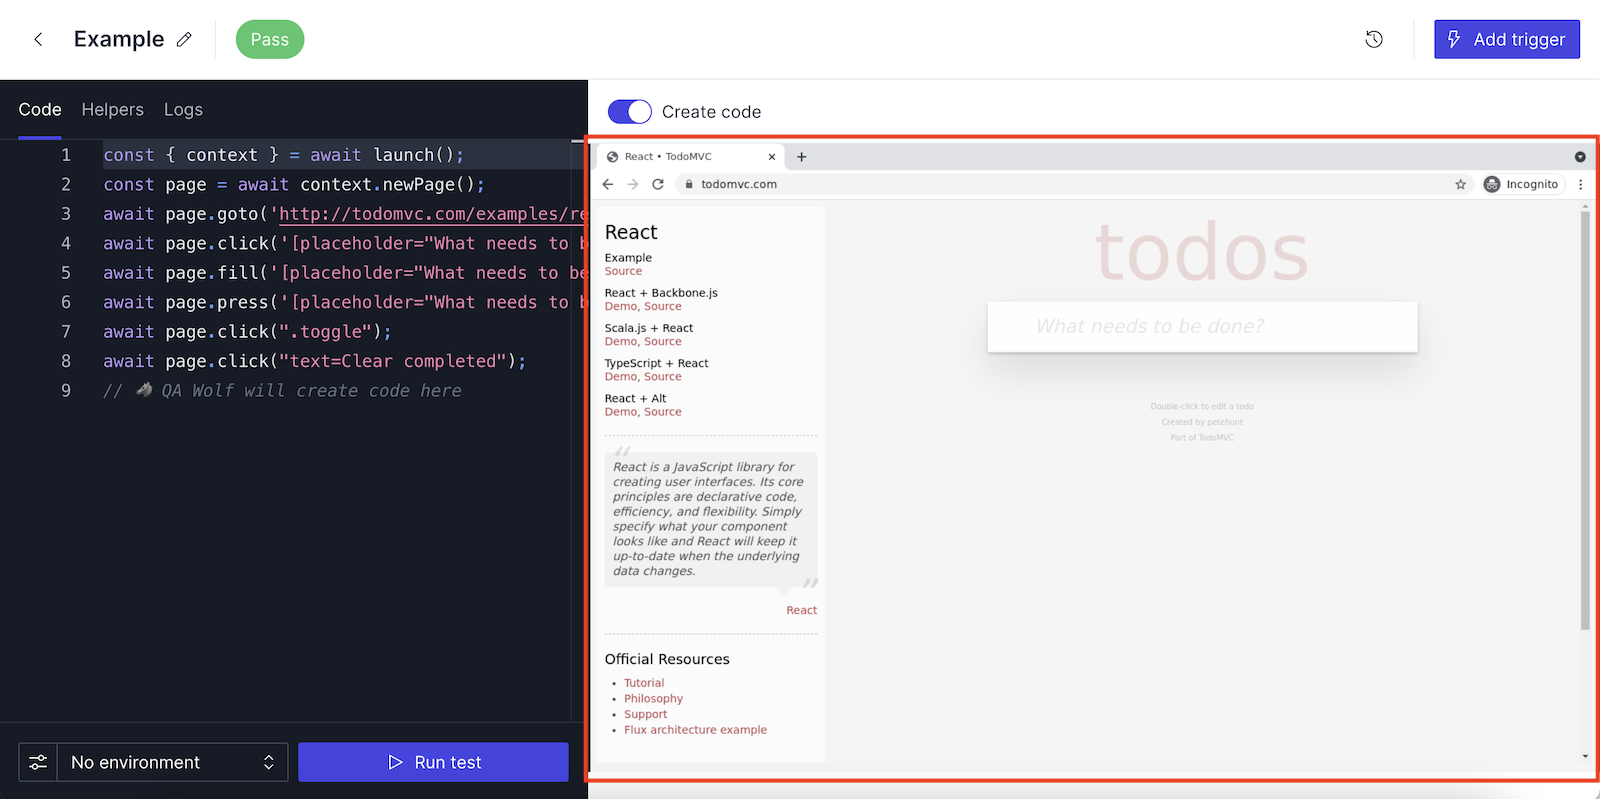 Example
Pass
Add trigger
Code Helpers Logs
Create code
1 const { context } = await launch();
2 const page = await context.newPage();
3 await page.goto('http://todomvc.com/examples/re
4 await page.click('[placeholder="What needs to b
5 await page.fill('[placeholder="What needs to be
6 await page.press('[placeholder="What needs to b
7 await page.click(".toggle");
8 await page.click("text=Clear completed");
9 // 🐺 QA Wolf will create code here
No environment
Run test
React • TodoMVC
todomvc.com
Incognito
React
Example
Source
React + Backbone.js
Demo, Source
Scala.js + React
Demo, Source
TypeScript + React
Demo, Source
React + Alt
Demo, Source
“
React is a JavaScript library for
creating user interfaces. Its core
principles are declarative code,
efficiency, and flexibility. Simply
specify what your component
looks like and React will keep it
up-to-date when the underlying
data changes.
”
React
Official Resources
• Tutorial
• Philosophy
• Support
• Flux architecture example
todos
What needs to be done?
Double-click to edit a todo
Created by petehunt
Part of TodoMVC